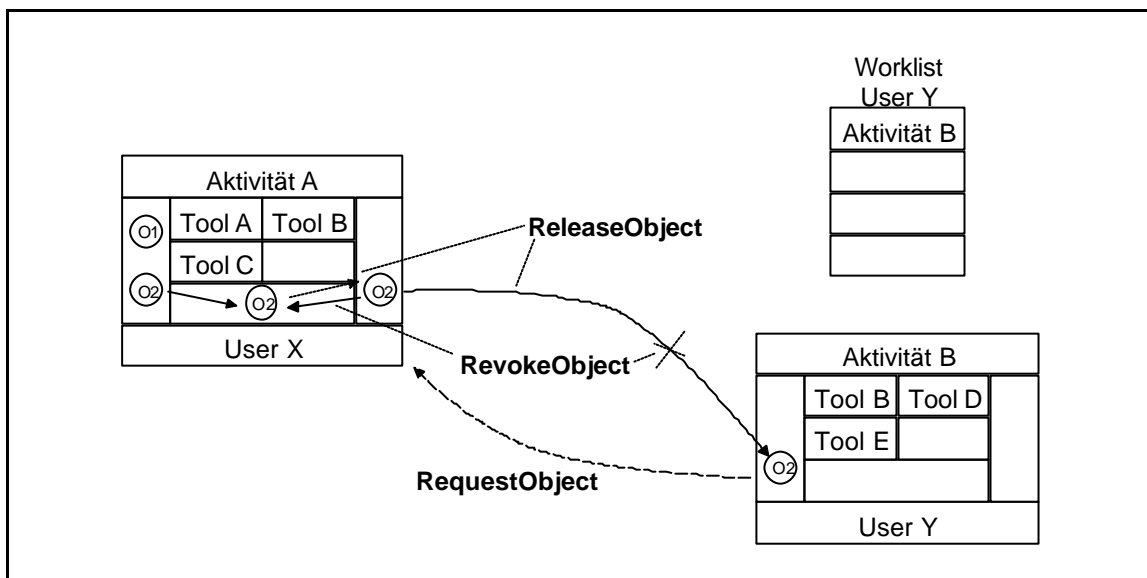 Worklist
User Y
Aktivität B
Aktivität A
O1
Tool A
Tool B
Tool C
O2
O2
O2
User X
ReleaseObject
RevokeObject
RequestObject
Aktivität B
Tool B
Tool D
Tool E
O2
User Y